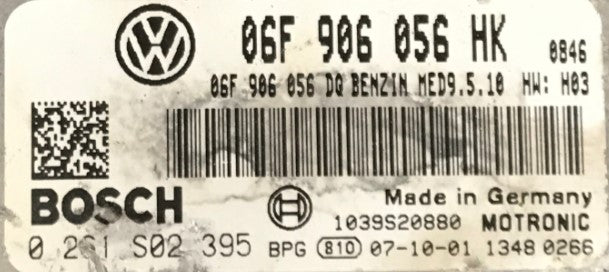 06F 906 056 HK 0846
06F 906 056 DQ BENZIN MED9.5.10 HW: H03
BOSCH
Made in Germany
1039S20880 MOTRONIC
0 261 S02 395 BPG 810 07-10-01 1348 0266